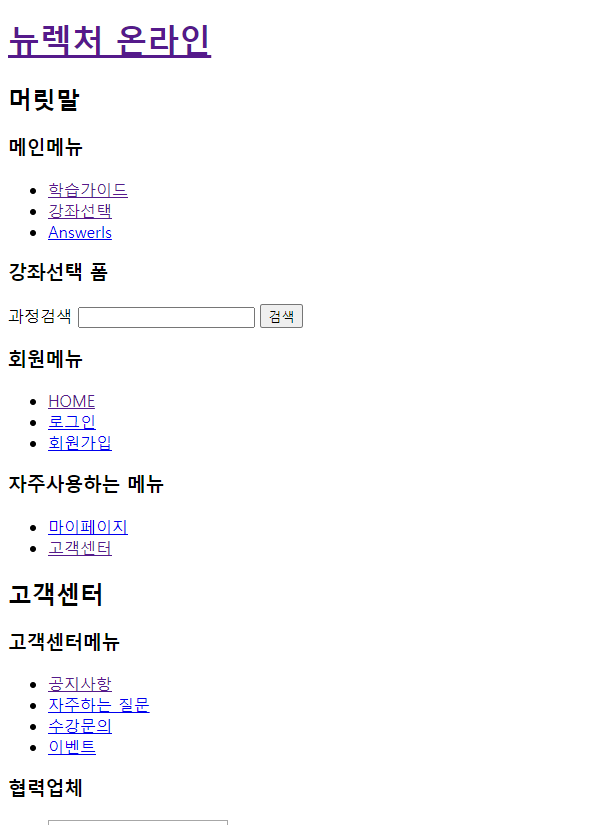 뉴렉처 온라인
머릿말
메인메뉴
학습가이드
강좌선택
Answerls
강좌선택 폼
과정검색 검색
회원메뉴
HOME
로그인
회원가입
자주사용하는 메뉴
마이페이지
고객센터
고객센터
고객센터메뉴
공지사항
자주하는 질문
수강문의
이벤트
협력업체